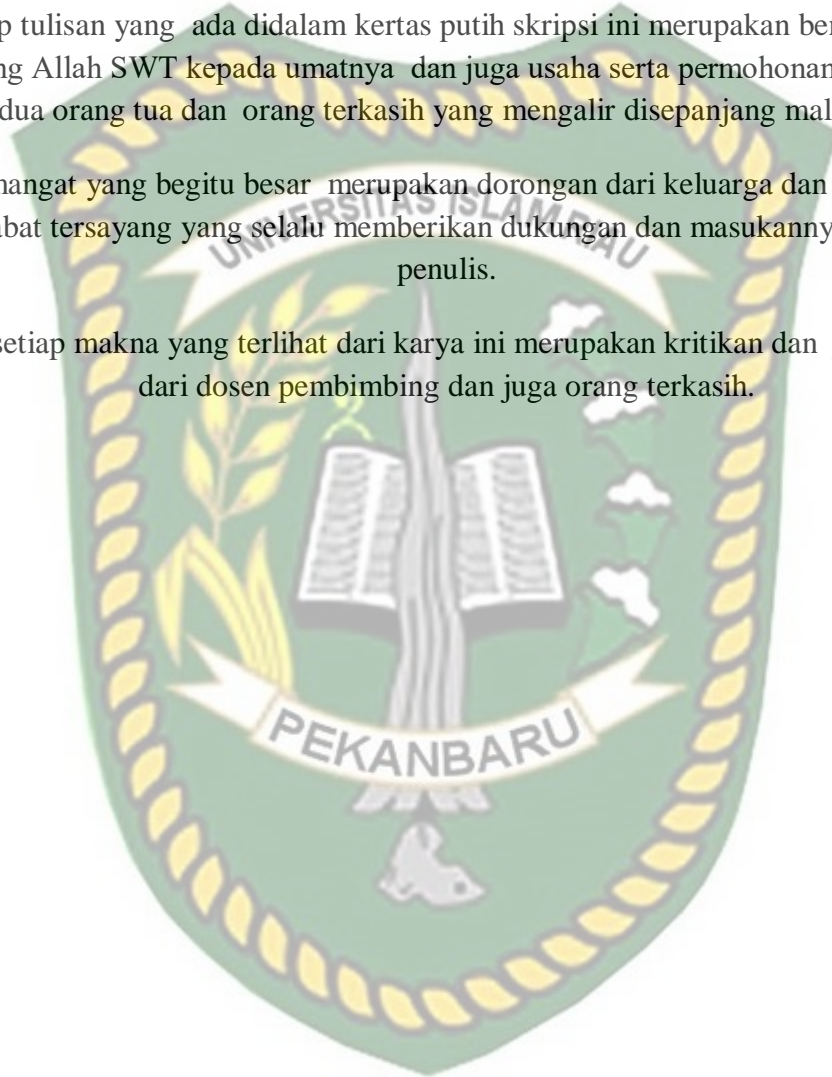 p tulisan yang ada didalam kertas putih skripsi ini merupakan ber
ng Allah SWT kepada umatnya dan juga usaha serta permohonan
dua orang tua dan orang terkasih yang mengalir disepanjang mal
nangat yang begitu besar merupakan dorongan dari keluarga dan
abat tersayang yang selalu memberikan dukungan dan masukanny
penulis.
setiap makna yang terlihat dari karya ini merupakan kritikan dan
dari dosen pembimbing dan juga orang terkasih.
UNIVERSITAS ISLAM RIAU
PEKANBARU